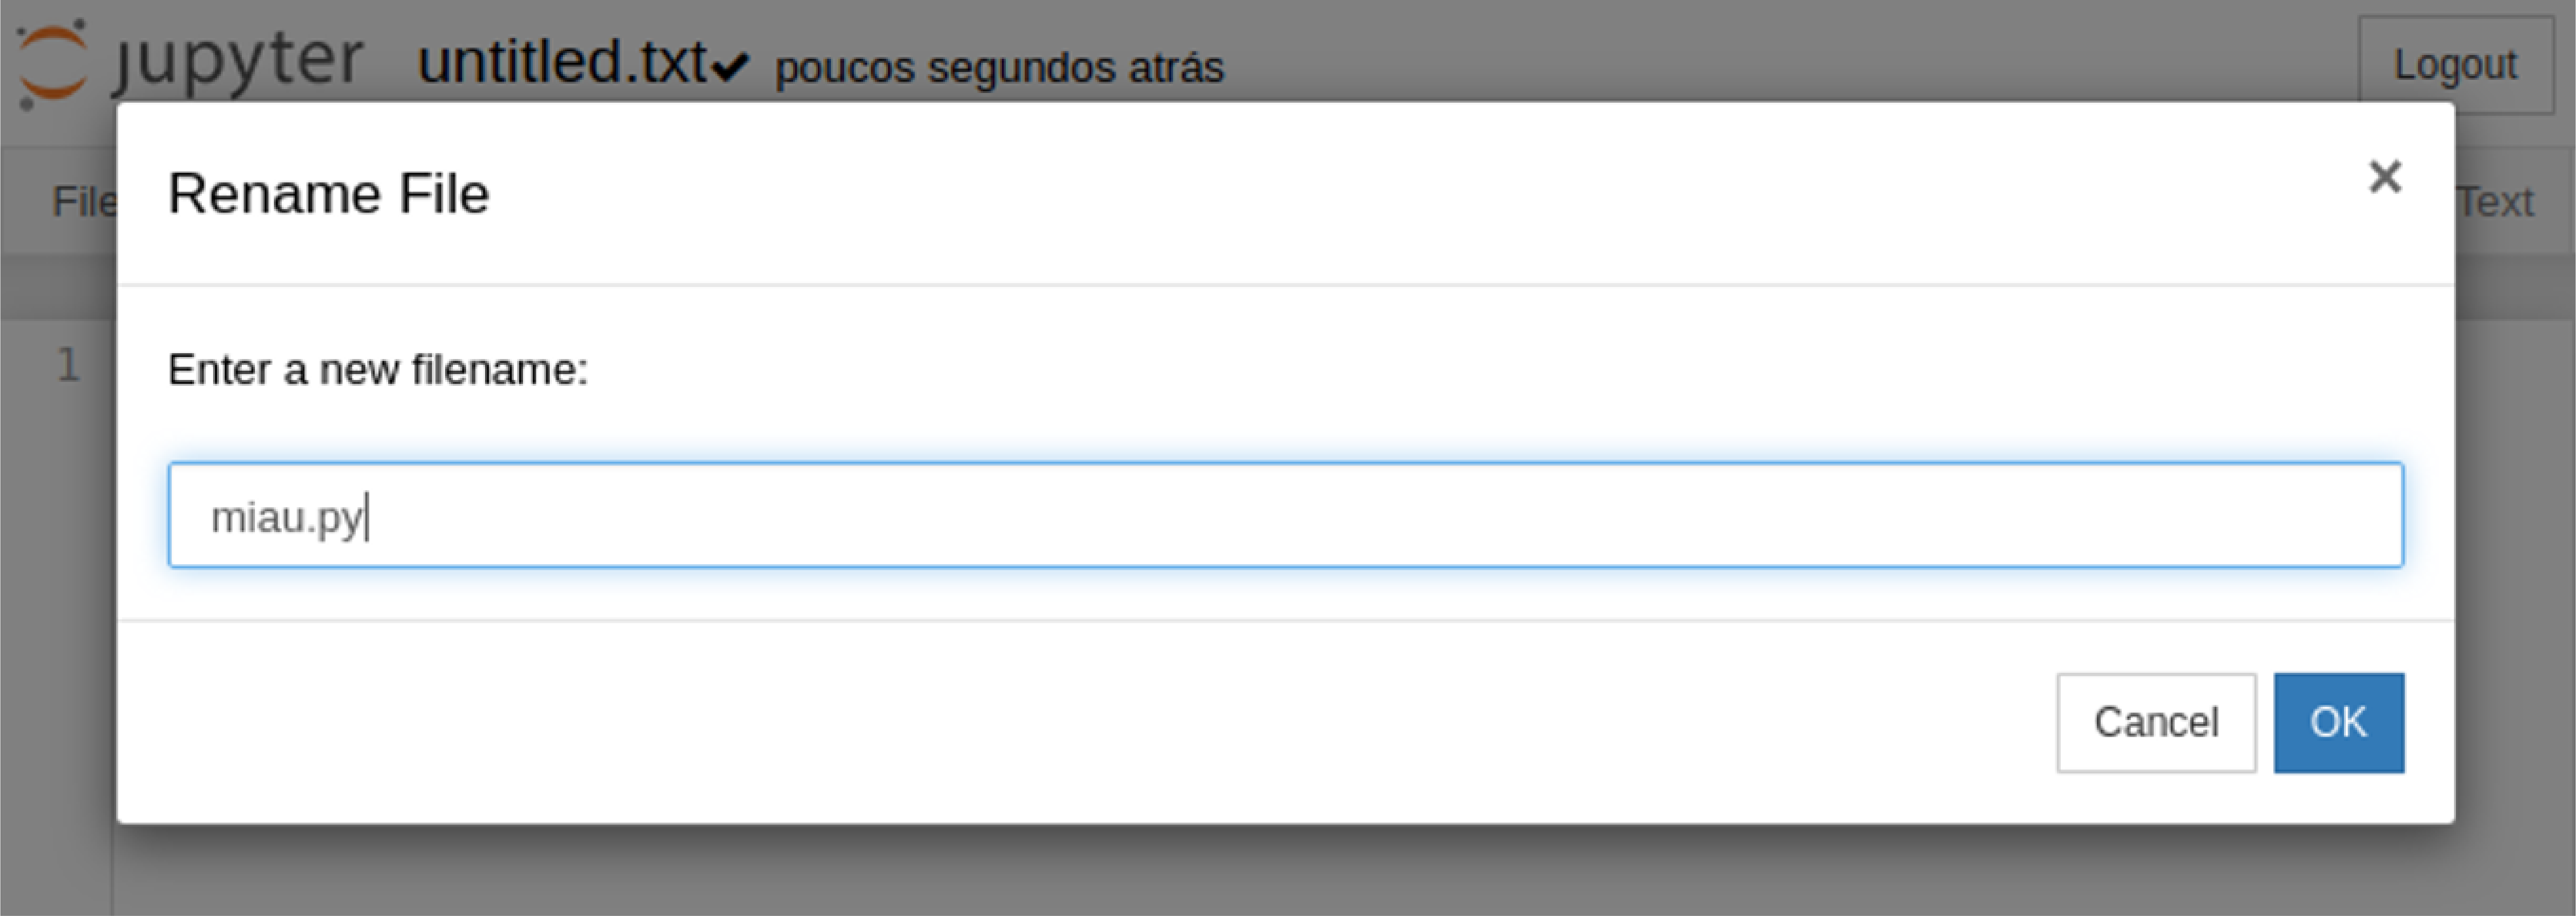 jupyter untitled.txt poucos segundos atrás Logout
Rename File ×
File Text
Enter a new filename:
1
miau.py
Cancel OK